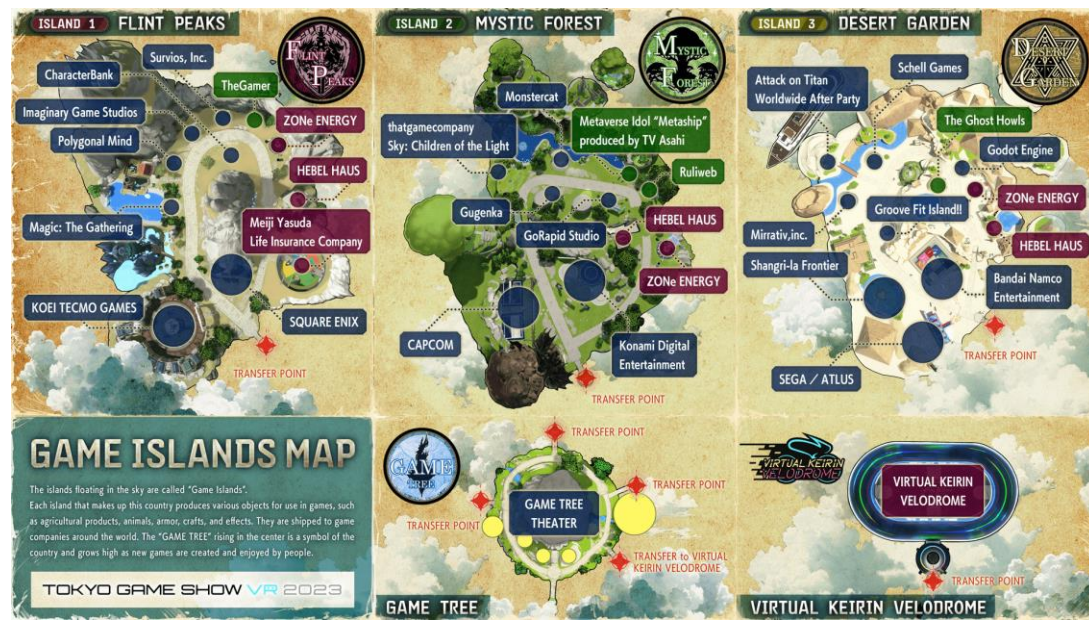 ISLAND 1 FLINT PEAKS
FLINT
PEAKS
Survios, Inc.
CharacterBank
TheGamer
Imaginary Game Studios
ZONe ENERGY
Polygonal Mind
HEBEL HAUS
Meiji Yasuda
Life Insurance Company
Magic: The Gathering
KOEI TECMO GAMES
SQUARE ENIX
TRANSFER POINT
ISLAND 2 MYSTIC FOREST
MYSTIC
FOREST
Monstercat
thatgamecompany
Sky: Children of the Light
Metaverse Idol "Metaship"
produced by TV Asahi
Ruliweb
Gugenka
GoRapid Studio
HEBEL HAUS
ZONe ENERGY
CAPCOM
Konami Digital
Entertainment
TRANSFER POINT
ISLAND 3 DESERT GARDEN
DESERT
GARDEN
Schell Games
Attack on Titan
Worldwide After Party
The Ghost Howls
Godot Engine
ZONe ENERGY
Groove Fit Island!!
Mirrativ,inc.
HEBEL HAUS
Shangri-la Frontier
Bandai Namco
Entertainment
TRANSFER POINT
SEGA／ATLUS
GAME ISLANDS MAP
The islands floating in the sky are called "Game Islands".
Each island that makes up this country produces various objects for use in games, such
as agricultural products, animals, armor, crafts, and effects. They are shipped to game
companies around the world. The "GAME TREE" rising in the center is a symbol of the
country and grows high as new games are created and enjoyed by people.
TOKYO GAME SHOW VR 2023
GAME
TREE
TRANSFER POINT
TRANSFER POINT
TRANSFER POINT
GAME TREE
THEATER
TRANSFER to VIRTUAL
KEIRIN VELODROME
GAME TREE
VIRTUAL KEIRIN
VELODROME
VIRTUAL KEIRIN
VELODROME
TRANSFER POINT
VIRTUAL KEIRIN VELODROME